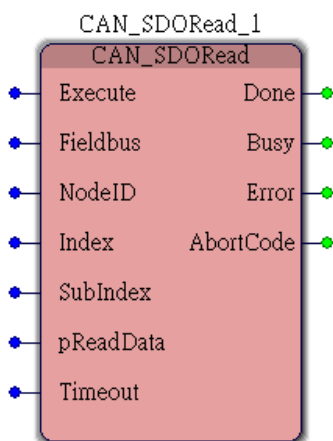 CAN_SDORead_1
CAN_SDORead
Execute Done
Fieldbus Busy
NodeID Error
Index AbortCode
SubIndex
pReadData
Timeout